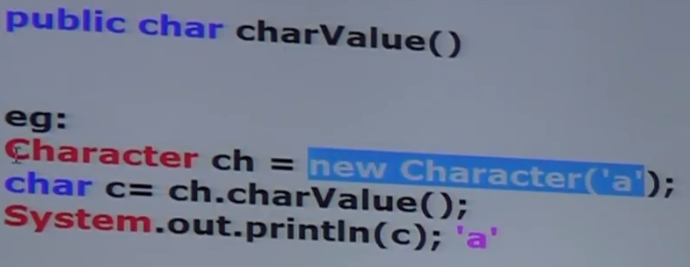 public char charValue()
eg:
Character ch = new Character('a');
char c= ch.charValue();
System.out.println(c); 'a'